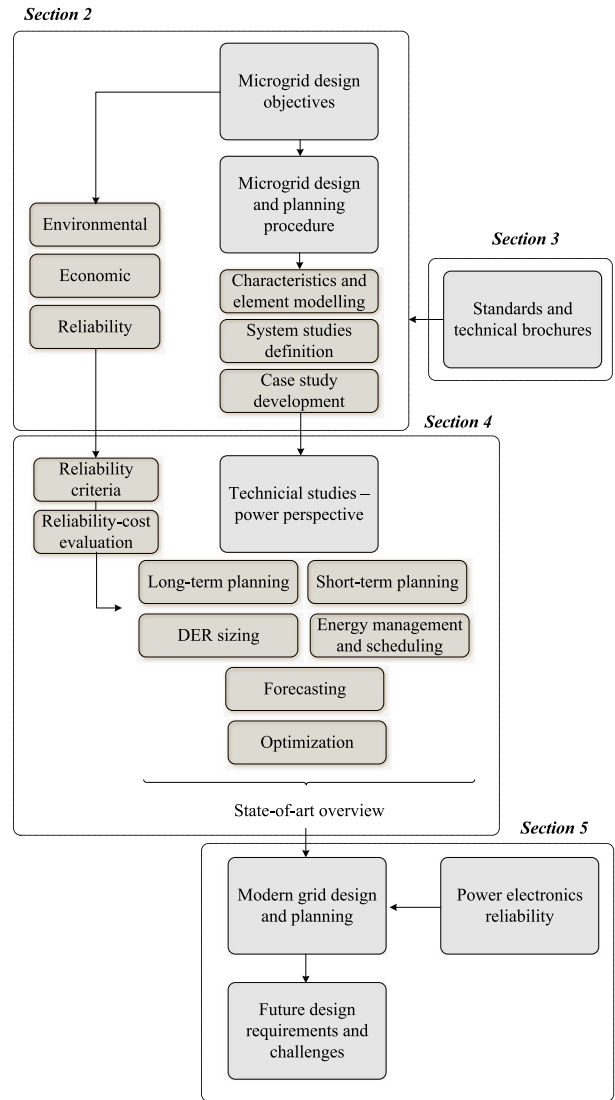 Section 2
Microgrid design
objectives
Microgrid design
and planning
procedure
Environmental
Economic
Reliability
Characteristics and
element modelling
System studies
definition
Case study
development
Section 3
Standards and
technical brochures
Section 4
Reliability
criteria
Reliability-cost
evaluation
Technicial studies –
power perspective
Long-term planning
Short-term planning
DER sizing
Energy management
and scheduling
Forecasting
Optimization
State-of-art overview
Section 5
Modern grid design
and planning
Power electronics
reliability
Future design
requirements and
challenges